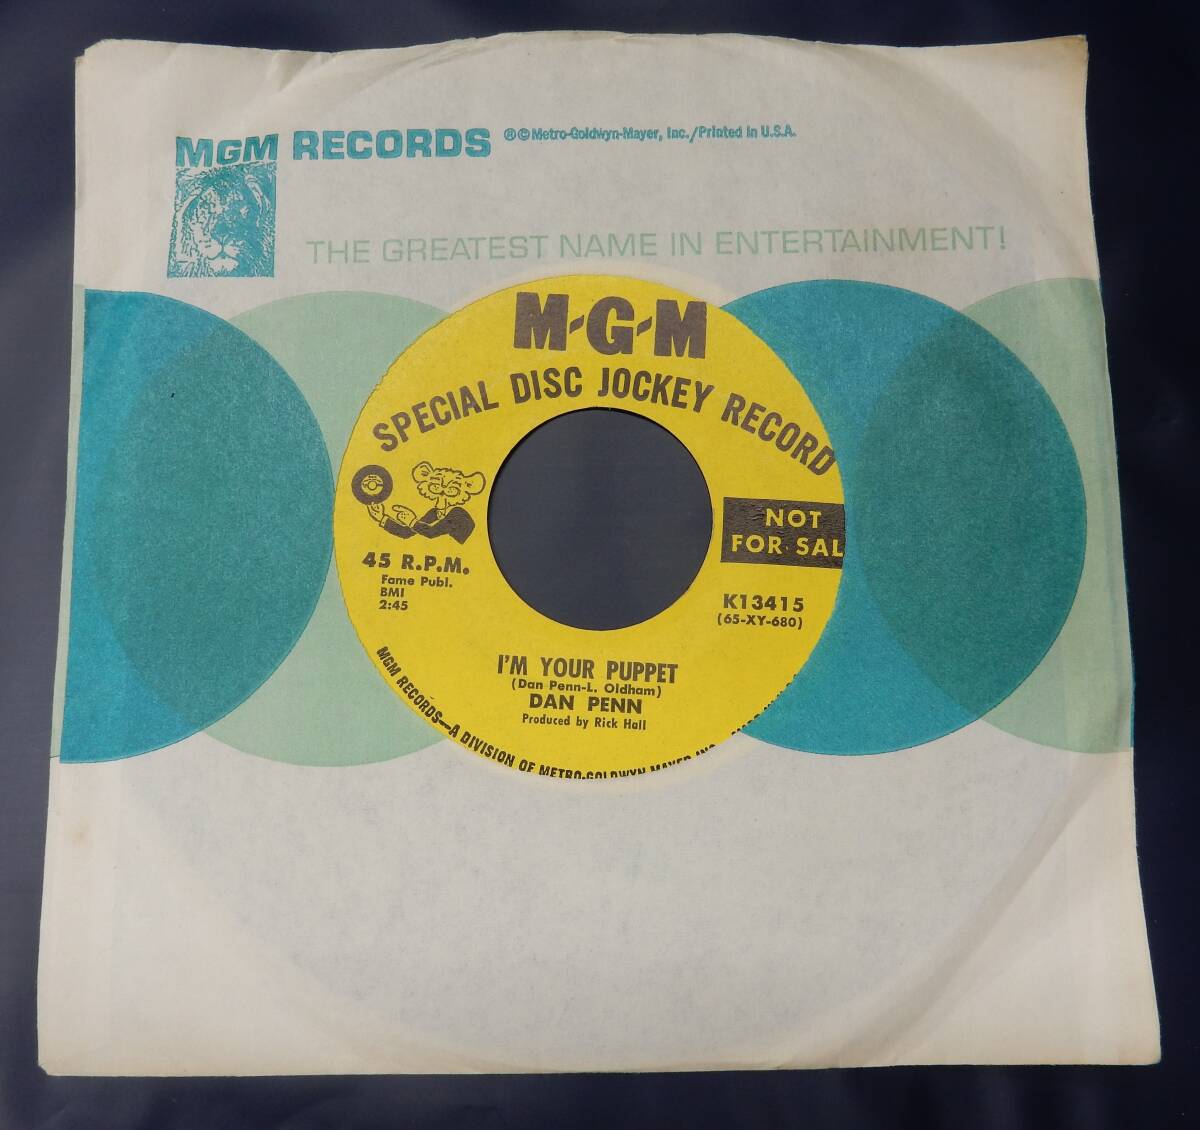 MGM RECORDS ®©Metro-Goldwyn-Mayer, Inc./Printed in U.S.A.
THE GREATEST NAME IN ENTERTAINMENT!
M-G-M
SPECIAL DISC JOCKEY RECORD
NOT
FOR SAL
45 R.P.M.
Fame Publ.
BMI
2:45
K13415
(65-XY-680)
I'M YOUR PUPPET
(Dan Penn-L. Oldham)
DAN PENN
Produced by Rick Hall
MGM RECORDS—A DIVISION OF METRO-GOLDWYN MAYER INC.